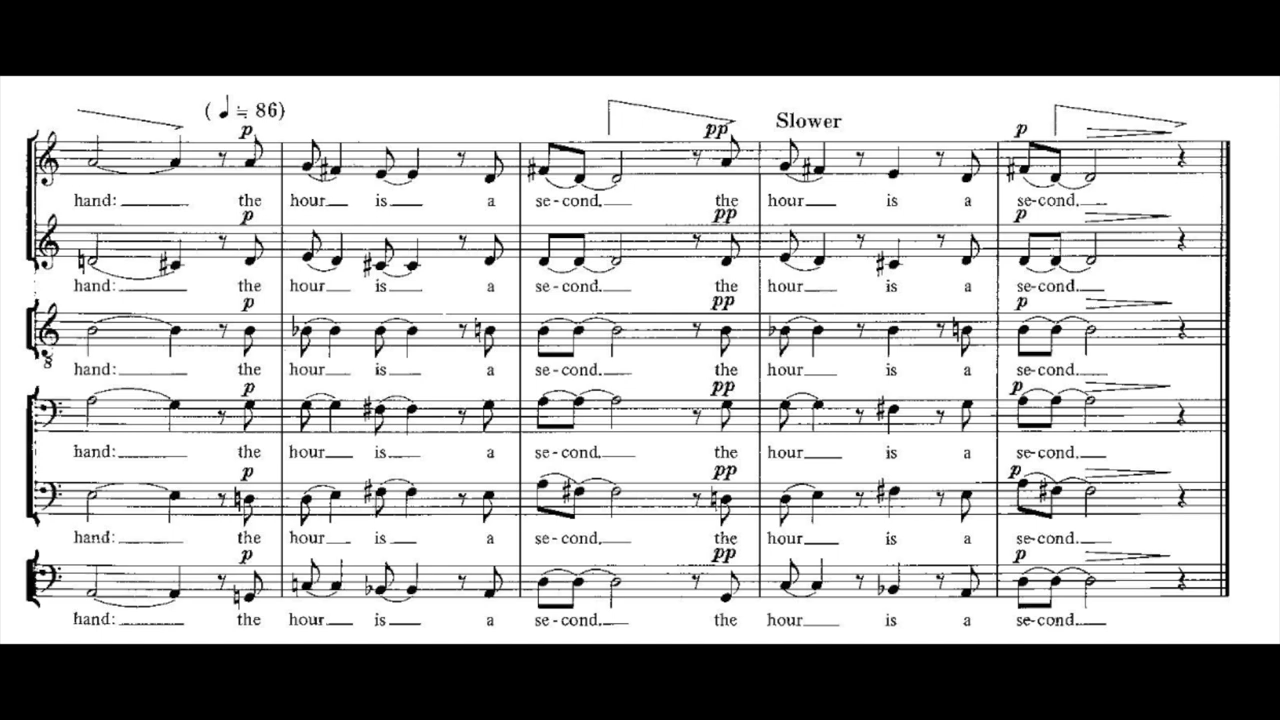 ( ♩ ≒ 86)
p pp Slower p
hand: the hour is a se-cond. the hour is a se-cond.
p pp p
hand: the hour is a se-cond. the hour is a se-cond.
p pp p
8
hand: the hour is a se-cond. the hour is a se-cond.
p pp p
hand: the hour is a se-cond. the hour is a se-cond.
p pp p
hand: the hour is a se-cond. the hour is a se-cond.
p pp p
hand: the hour is a se-cond. the hour is a se-cond.